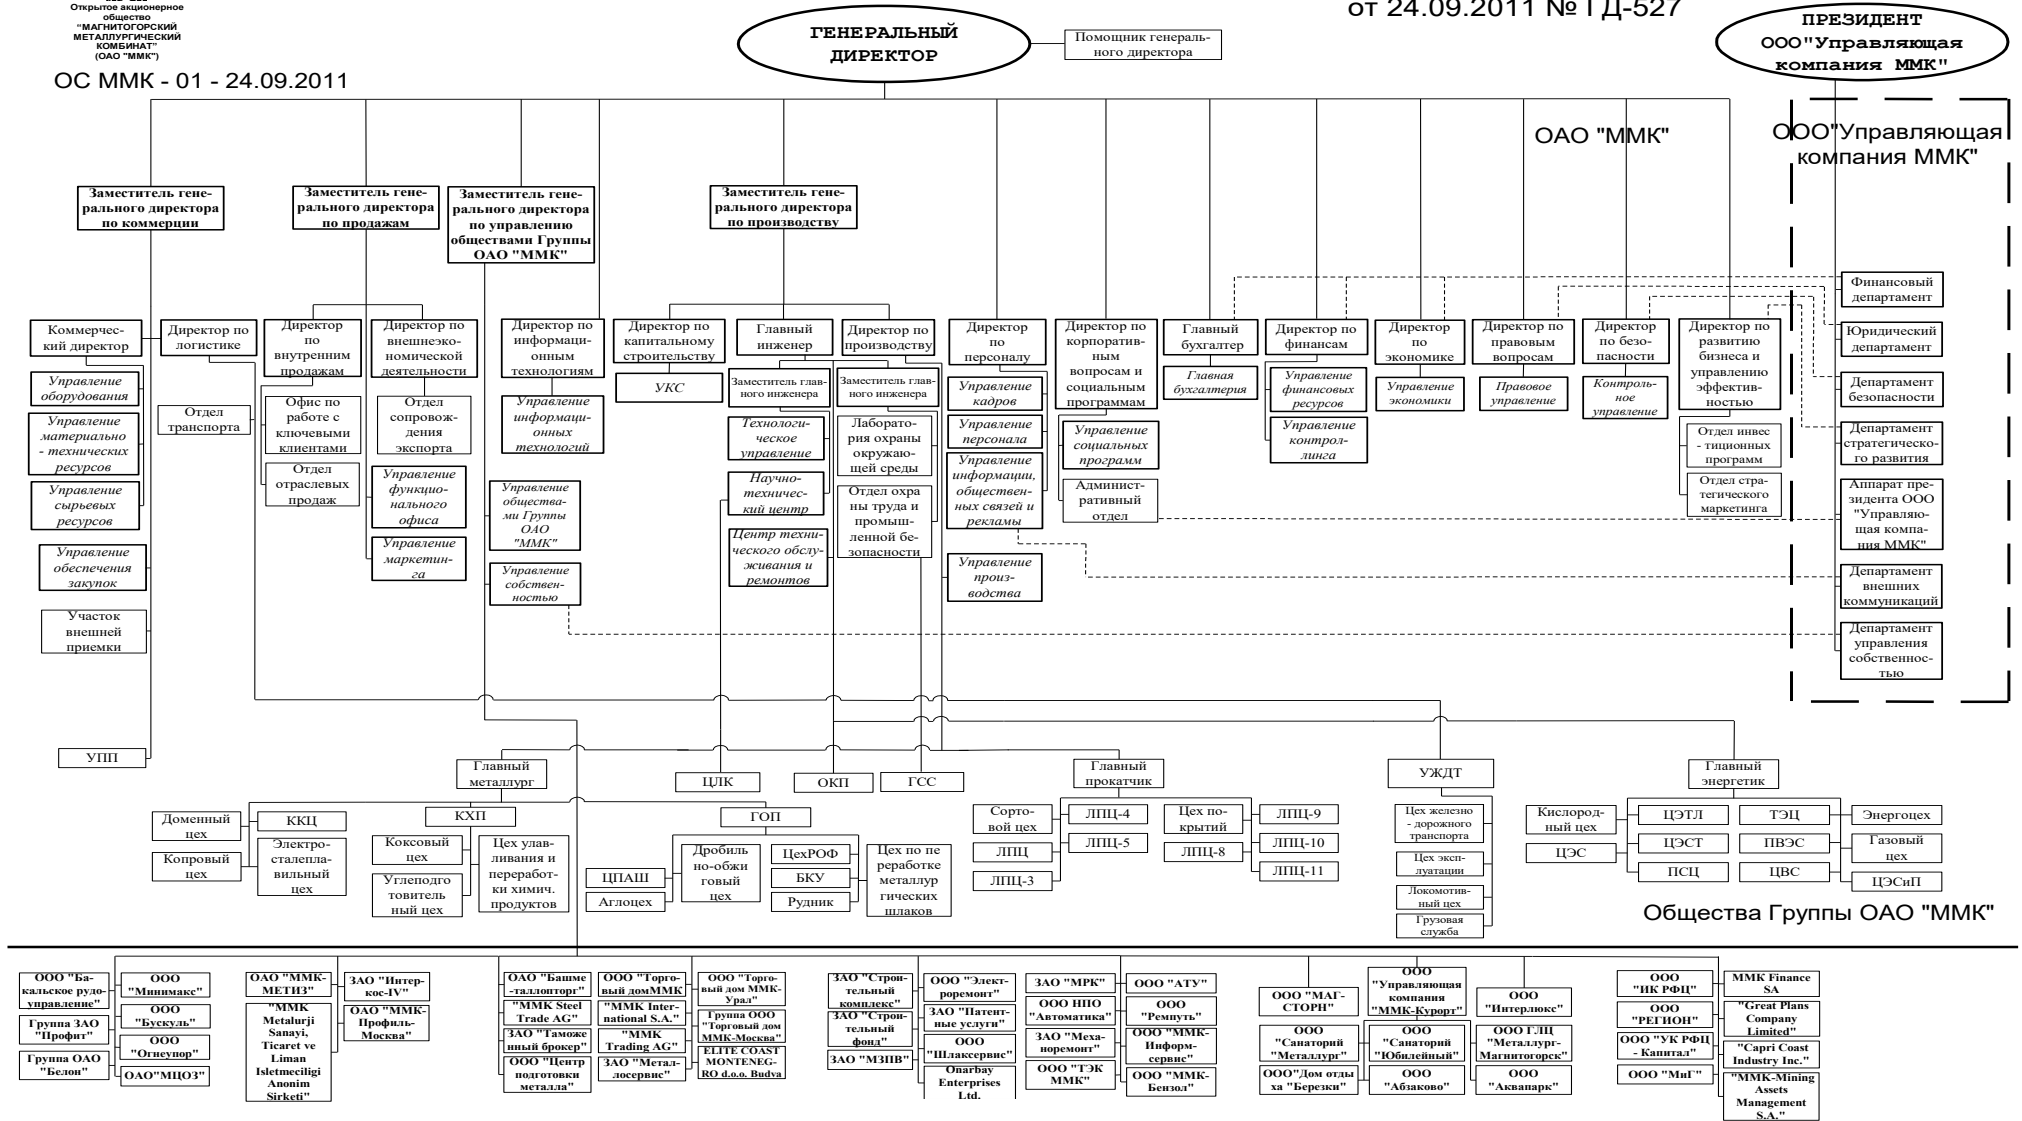 Открытое акционерное
общество
"МАГНИТОГОРСКИЙ
МЕТАЛЛУРГИЧЕСКИЙ
КОМБИНАТ"
(ОАО "ММК")
ОС ММК - 01 - 24.09.2011
ГЕНЕРАЛЬНЫЙ
ДИРЕКТОР
Помощник генераль-
ного директора
от 24.09.2011 № ГД-527
ПРЕЗИДЕНТ
ООО"Управляющая
компания ММК"
ОАО "ММК"
ООО"Управляющая
компания ММК"
Заместитель гене-
рального директора
по коммерции
Заместитель гене-
рального директора
по продажам
Заместитель гене-
рального директора
по управлению
обществами Группы
ОАО "ММК"
Заместитель гене-
рального директора
по производству
Коммерчес-
кий директор
Директор по
логистике
Директор
по
внутренним
продажам
Директор по
внешнеэко-
номической
деятельности
Директор по
информаци-
онным
технологиям
Директор по
капитальному
строительству
Главный
инженер
Директор по
производству
Директор
по
персоналу
Директор по
корпоратив-
ным
вопросам и
социальным
программам
Главный
бухгалтер
Директор по
финансам
Директор
по
экономике
Директор по
правовым
вопросам
Директор
по безо-
пасности
Директор по
развитию
бизнеса и
управлению
эффектив-
ностью
Управление
оборудования
Управление
материально
- технических
ресурсов
Управление
сырьевых
ресурсов
Управление
обеспечения
закупок
Участок
внешней
приемки
УПП
Отдел
транспорта
Офис по
работе с
ключевыми
клиентами
Отдел
отраслевых
продаж
Отдел
сопровож-
дения
экспорта
Управление
функцио-
нального
офиса
Управление
маркетин-
га
Управление
информаци-
онных
технологий
Управление
общества-
ми Группы
ОАО
"ММК"
Управление
собствен-
ностью
УКС
Заместитель глав-
ного инженера
Заместитель глав-
ного инженера
Технологи-
ческое
управление
Научно-
техничес-
кий центр
Центр техни-
ческого обслу-
живания и
ремонтов
Лаборато-
рия охраны
окружаю-
щей среды
Отдел охра
ны труда и
промыш-
ленной бе-
зопасности
Управление
кадров
Управление
персонала
Управление
информации,
обществен-
ных связей и
рекламы
Управление
произ-
водства
Управление
социальных
программ
Админист-
ративный
отдел
Главная
бухгалтерия
Управление
финансовых
ресурсов
Управление
контрол-
линга
Управление
экономики
Правовое
управление
Контроль-
ное
управление
Отдел инвес
- тиционных
программ
Отдел стра-
тегического
маркетинга
Финансовый
департамент
Юридический
департамент
Департамент
безопасности
Департамент
стратегическо-
го развития
Аппарат пре-
зидента ООО
"Управляю-
щая компа-
ния ММК"
Департамент
внешних
коммуникаций
Департамент
управления
собственнос-
тью
Главный
металлург
ЦЛК
ОКП
ГСС
Главный
прокатчик
УЖДТ
Главный
энергетик
Доменный
цех
ККЦ
Копровый
цех
Электро-
сталепла-
вильный
цех
КХП
Коксовый
цех
Углеподго
товитель
ный цех
Цех улав-
ливания и
переработ-
ки химич.
продуктов
ГОП
ЦПАШ
Аглоцех
Дробиль
но-обжи
говый
цех
ЦехРОФ
БКУ
Рудник
Цех по пе
реработке
металлур
гических
шлаков
Сорто-
вой цех
ЛПЦ
ЛПЦ-3
ЛПЦ-4
ЛПЦ-5
Цех по-
крытий
ЛПЦ-8
ЛПЦ-9
ЛПЦ-10
ЛПЦ-11
Цех железно
- дорожного
транспорта
Цех эксп-
луатации
Локомотив-
ный цех
Грузовая
служба
Кислород-
ный цех
ЦЭС
ЦЭТЛ
ЦЭСТ
ПСЦ
ТЭЦ
ПВЭС
ЦВС
Энергоцех
Газовый
цех
ЦЭСиП
Общества Группы ОАО "ММК"
ООО "Ба-
кальское рудо-
управление"
Группа ЗАО
"Профит"
Группа ОАО
"Белон"
ООО
"Минимакс"
ООО
"Бускуль"
ООО
"Огнеупор"
ОАО"МЦОЗ"
ОАО "ММК-
МЕТИЗ"
"MMK
Metalurji
Sanayi,
Ticaret ve
Liman
Isletmeciligi
Anonim
Sirketi"
ЗАО "Интер-
кос-IV"
ОАО "ММК-
Профиль-
Москва"
ОАО "Башме
-таллопторг"
"MMK Steel
Trade AG"
ЗАО "Таможе
нный брокер"
ООО "Центр
подготовки
металла"
ООО "Торго-
вый домММК
"MMK Inter-
national S.A."
"MMK
Trading AG"
ЗАО "Метал-
лосервис"
ООО "Торго-
вый дом ММК-
Урал"
Группа ООО
"Торговый дом
ММК-Москва"
ELITE COAST
MONTENEG-
RO d.o.o. Budva
ЗАО "Строи-
тельный
комплекс"
ЗАО "Строи-
тельный
фонд"
ЗАО "МЗПВ"
ООО "Элект-
роремонт"
ЗАО "Патент-
ные услуги"
ООО
"Шлаксервис"
Onarbay
Enterprises
Ltd.
ЗАО "МРК"
ООО НПО
"Автоматика"
ЗАО "Меха-
норемонт"
ООО "ТЭК
ММК"
ООО "АТУ"
ООО
"Ремпуть"
ООО "ММК-
Информ-
сервис"
ООО "ММК-
Бензол"
ООО "МАГ-
СТОРН"
ООО
"Санаторий
"Металлург"
ООО"Дом отды
ха "Березки"
ООО
"Управляющая
компания
"ММК-Курорт"
ООО
"Санаторий
"Юбилейный"
ООО
"Абзаково"
ООО
"Интерлюкс"
ООО ГЛЦ
"Металлург-
Магнитогорск"
ООО
"Аквапарк"
ООО
"ИК РФЦ"
ООО
"РЕГИОН"
ООО "УК РФЦ
- Капитал"
ООО "МиГ"
MMK Finance
SA
"Great Plans
Company
Limited"
"Capri Coast
Industry Inc."
"MMK-Mining
Assets
Management
S.A."